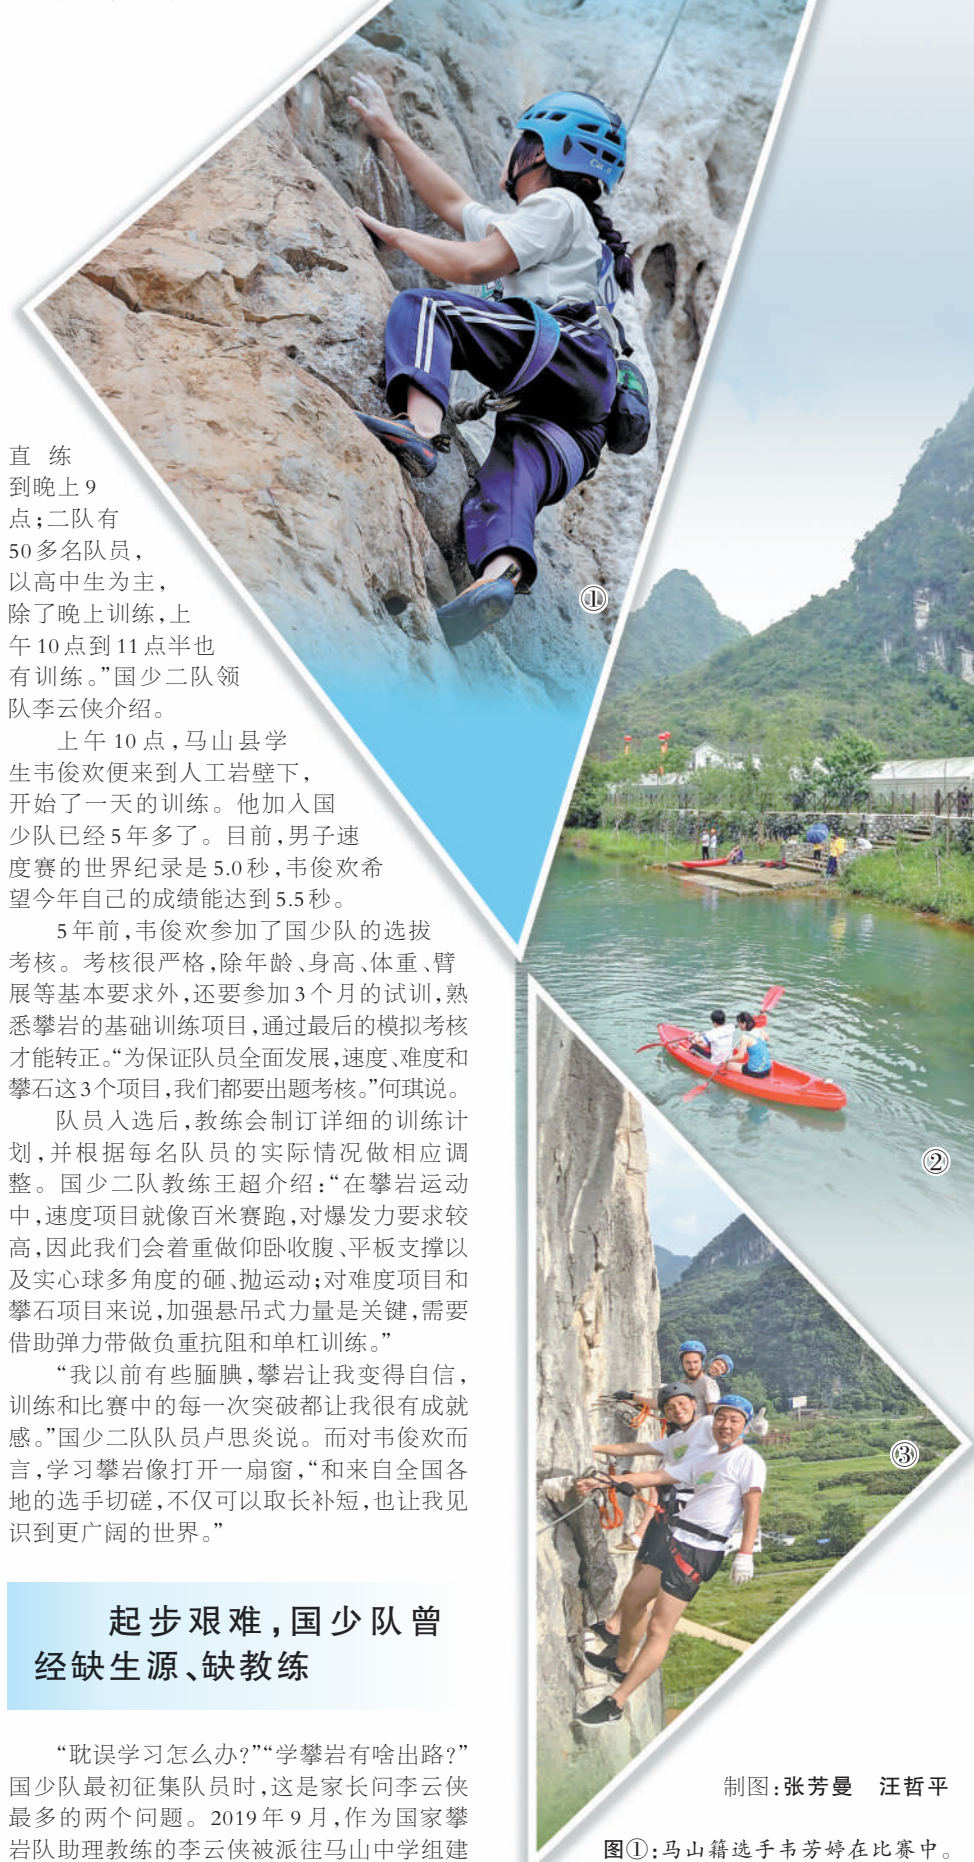 直练
到晚上9
点；二队有
50多名队员，
以高中生为主，
除了晚上训练，上
午10点到11点半也
有训练。”国少二队领
队李云侠介绍。
上午10点，马山县学
生韦俊欢便来到人工岩壁下，
开始了一天的训练。他加入国
少队已经5年多了。目前，男子速
度赛的世界纪录是5.0秒，韦俊欢希
望今年自己的成绩能达到5.5秒。
5年前，韦俊欢参加了国少队的选拔
考核。考核很严格，除年龄、身高、体重、臂
展等基本要求外，还要参加3个月的试训，熟
悉攀岩的基础训练项目，通过最后的模拟考核
才能转正。“为保证队员全面发展，速度、难度和
攀石这3个项目，我们都要出题考核。”何琪说。
队员入选后，教练会制订详细的训练计
划，并根据每名队员的实际情况做相应调
整。国少二队教练王超介绍：“在攀岩运动
中，速度项目就像百米赛跑，对爆发力要求较
高，因此我们会着重做仰卧收腹、平板支撑以
及实心球多角度的砸、抛运动；对难度项目和
攀石项目来说，加强悬吊式力量是关键，需要
借助弹力带做负重抗阻和单杠训练。”
“我以前有些腼腆，攀岩让我变得自信，
训练和比赛中的每一次突破都让我很有成就
感。”国少二队队员卢思炎说。而对韦俊欢而
言，学习攀岩像打开一扇窗，“和来自全国各
地的选手切磋，不仅可以取长补短，也让我见
识到更广阔的世界。”
起步艰难，国少队曾
经缺生源、缺教练
“耽误学习怎么办？”“学攀岩有啥出路？”
国少队最初征集队员时，这是家长问李云侠
最多的两个问题。2019年9月，作为国家攀
岩队助理教练的李云侠被派往马山中学组建
①
②
③
制图：张芳曼　汪哲平
图①：马山籍选手韦芳婷在比赛中。